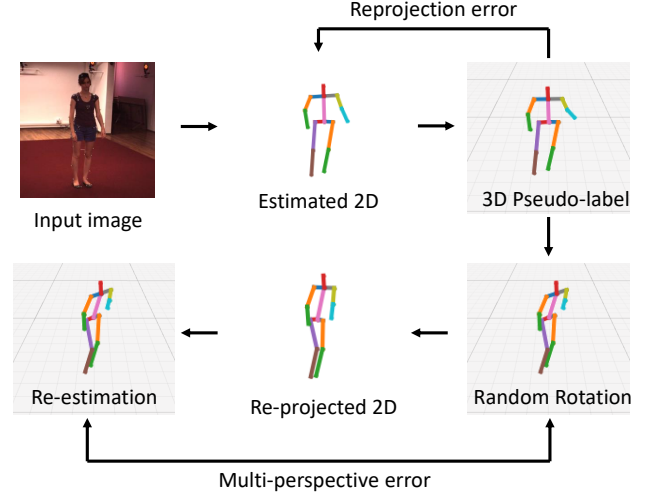 Reprojection error
Input image
Estimated 2D
3D Pseudo-label
Re-estimation
Re-projected 2D
Random Rotation
Multi-perspective error